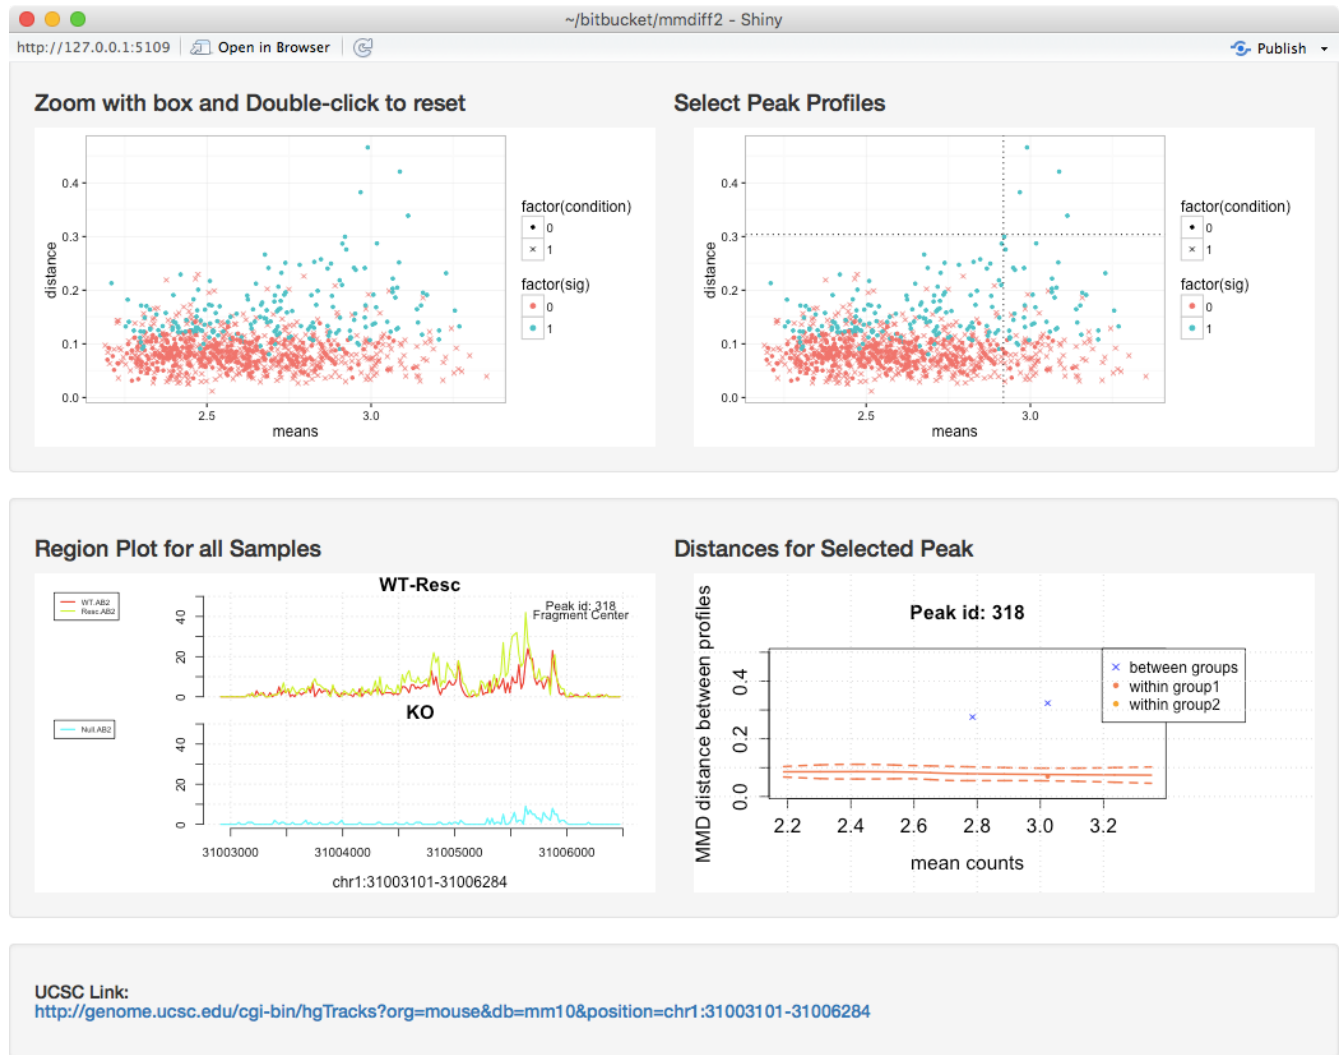 ~/bitbucket/mmdiff2 - Shiny
http://127.0.0.1:5109
Open in Browser
Publish
Zoom with box and Double-click to reset
0.4
0.3
0.2
0.1
0.0
distance
2.5
3.0
means
factor(condition)
0
1
factor(sig)
0
1
Select Peak Profiles
0.4
0.3
0.2
0.1
0.0
distance
2.5
3.0
means
factor(condition)
0
1
factor(sig)
0
1
Region Plot for all Samples
WT.AB2
Resc.AB2
WT-Resc
Peak id: 318
Fragment Center
40
20
0
KO
Null.AB2
40
20
0
31003000
31004000
31005000
31006000
chr1:31003101-31006284
Distances for Selected Peak
Peak id: 318
MMD distance between profiles
0.4
0.2
0.0
between groups
within group1
within group2
2.2
2.4
2.6
2.8
3.0
3.2
mean counts
UCSC Link:
http://genome.ucsc.edu/cgi-bin/hgTracks?org=mouse&db=mm10&position=chr1:31003101-31006284